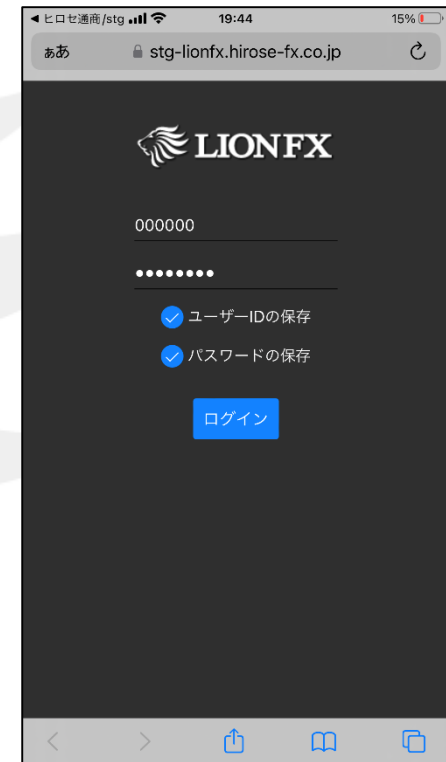 ヒロセ通商/stg 19:44 15%
ぁあ stg-lionfx.hirose-fx.co.jp
LION FX
000000
••••••••
ユーザーIDの保存
パスワードの保存
ログイン